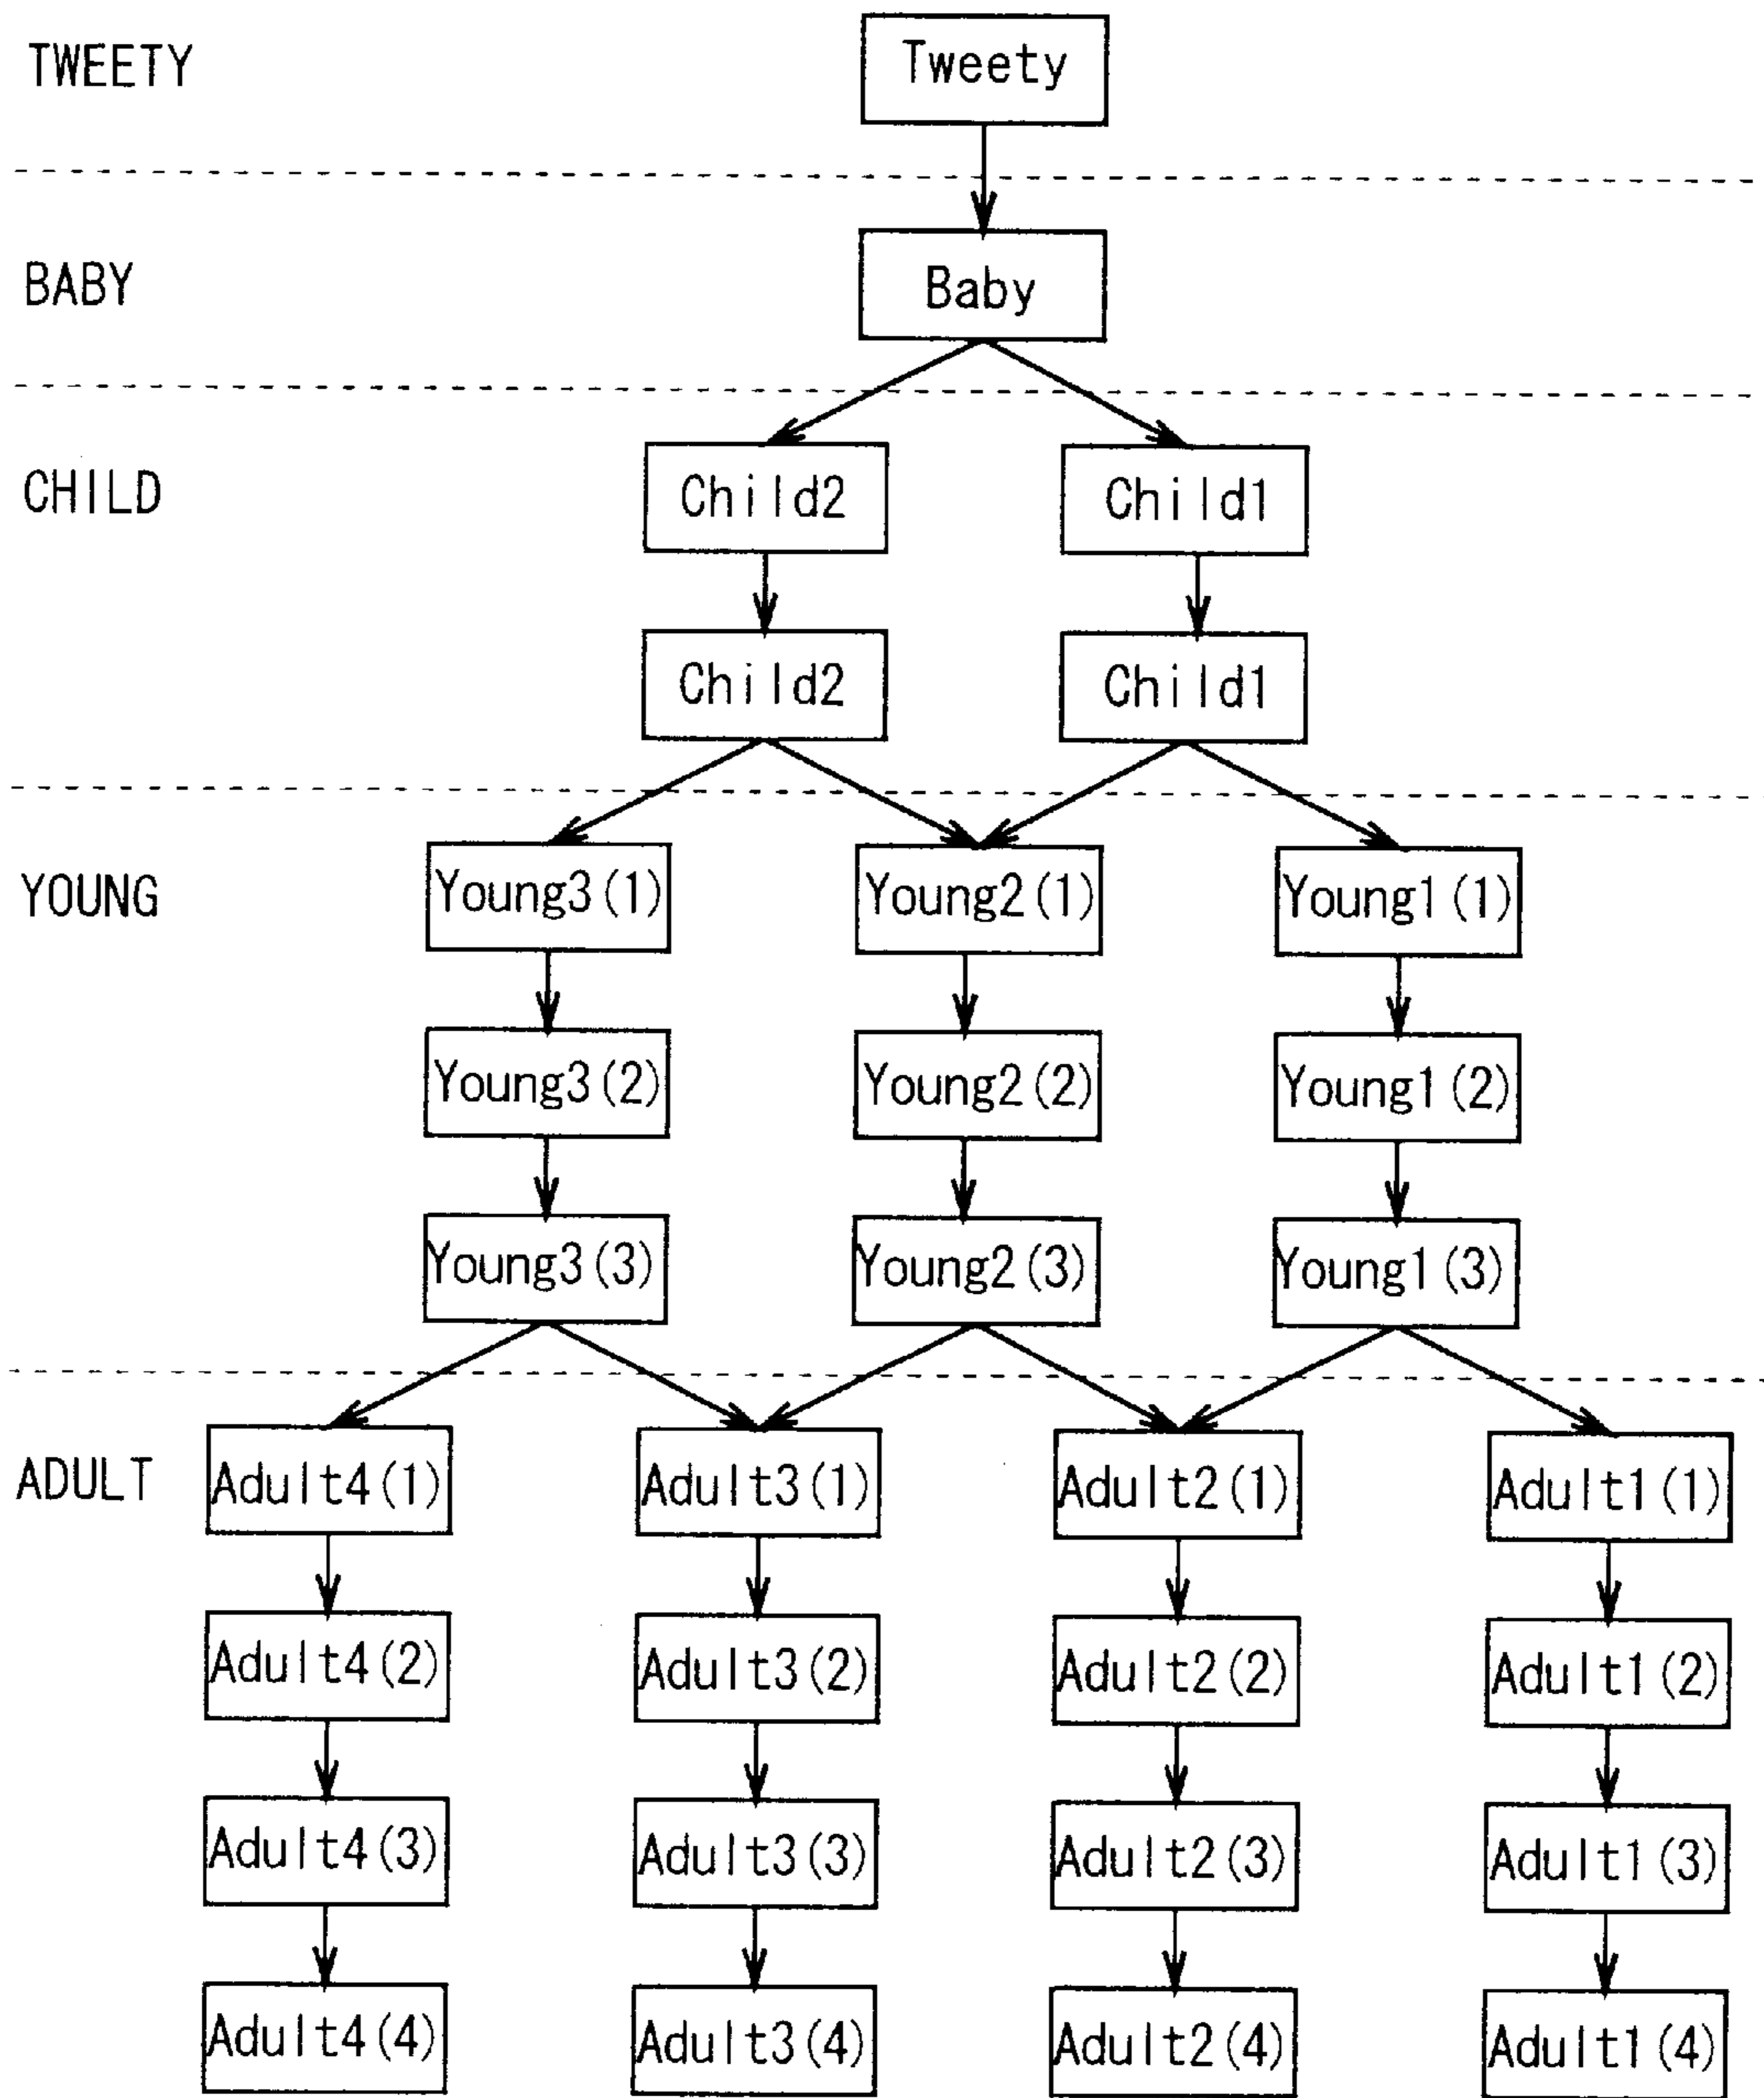 TWEETY Tweety
BABY Baby
CHILD Child2 Child1
Child2 Child1
YOUNG Young3(1) Young2(1) Young1(1)
Young3(2) Young2(2) Young1(2)
Young3(3) Young2(3) Young1(3)
ADULT Adult4(1) Adult3(1) Adult2(1) Adult1(1)
Adult4(2) Adult3(2) Adult2(2) Adult1(2)
Adult4(3) Adult3(3) Adult2(3) Adult1(3)
Adult4(4) Adult3(4) Adult2(4) Adult1(4)